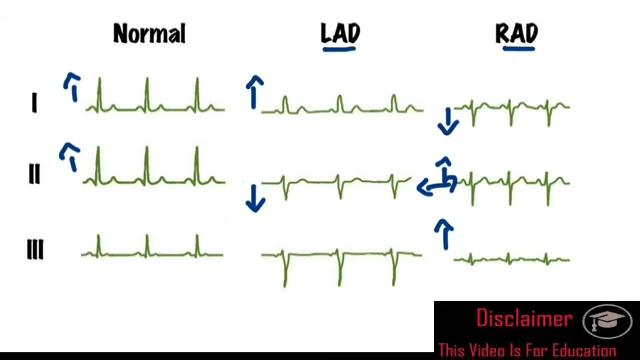 Normal LAD RAD
I
II
III
Disclaimer
This Video Is For Education